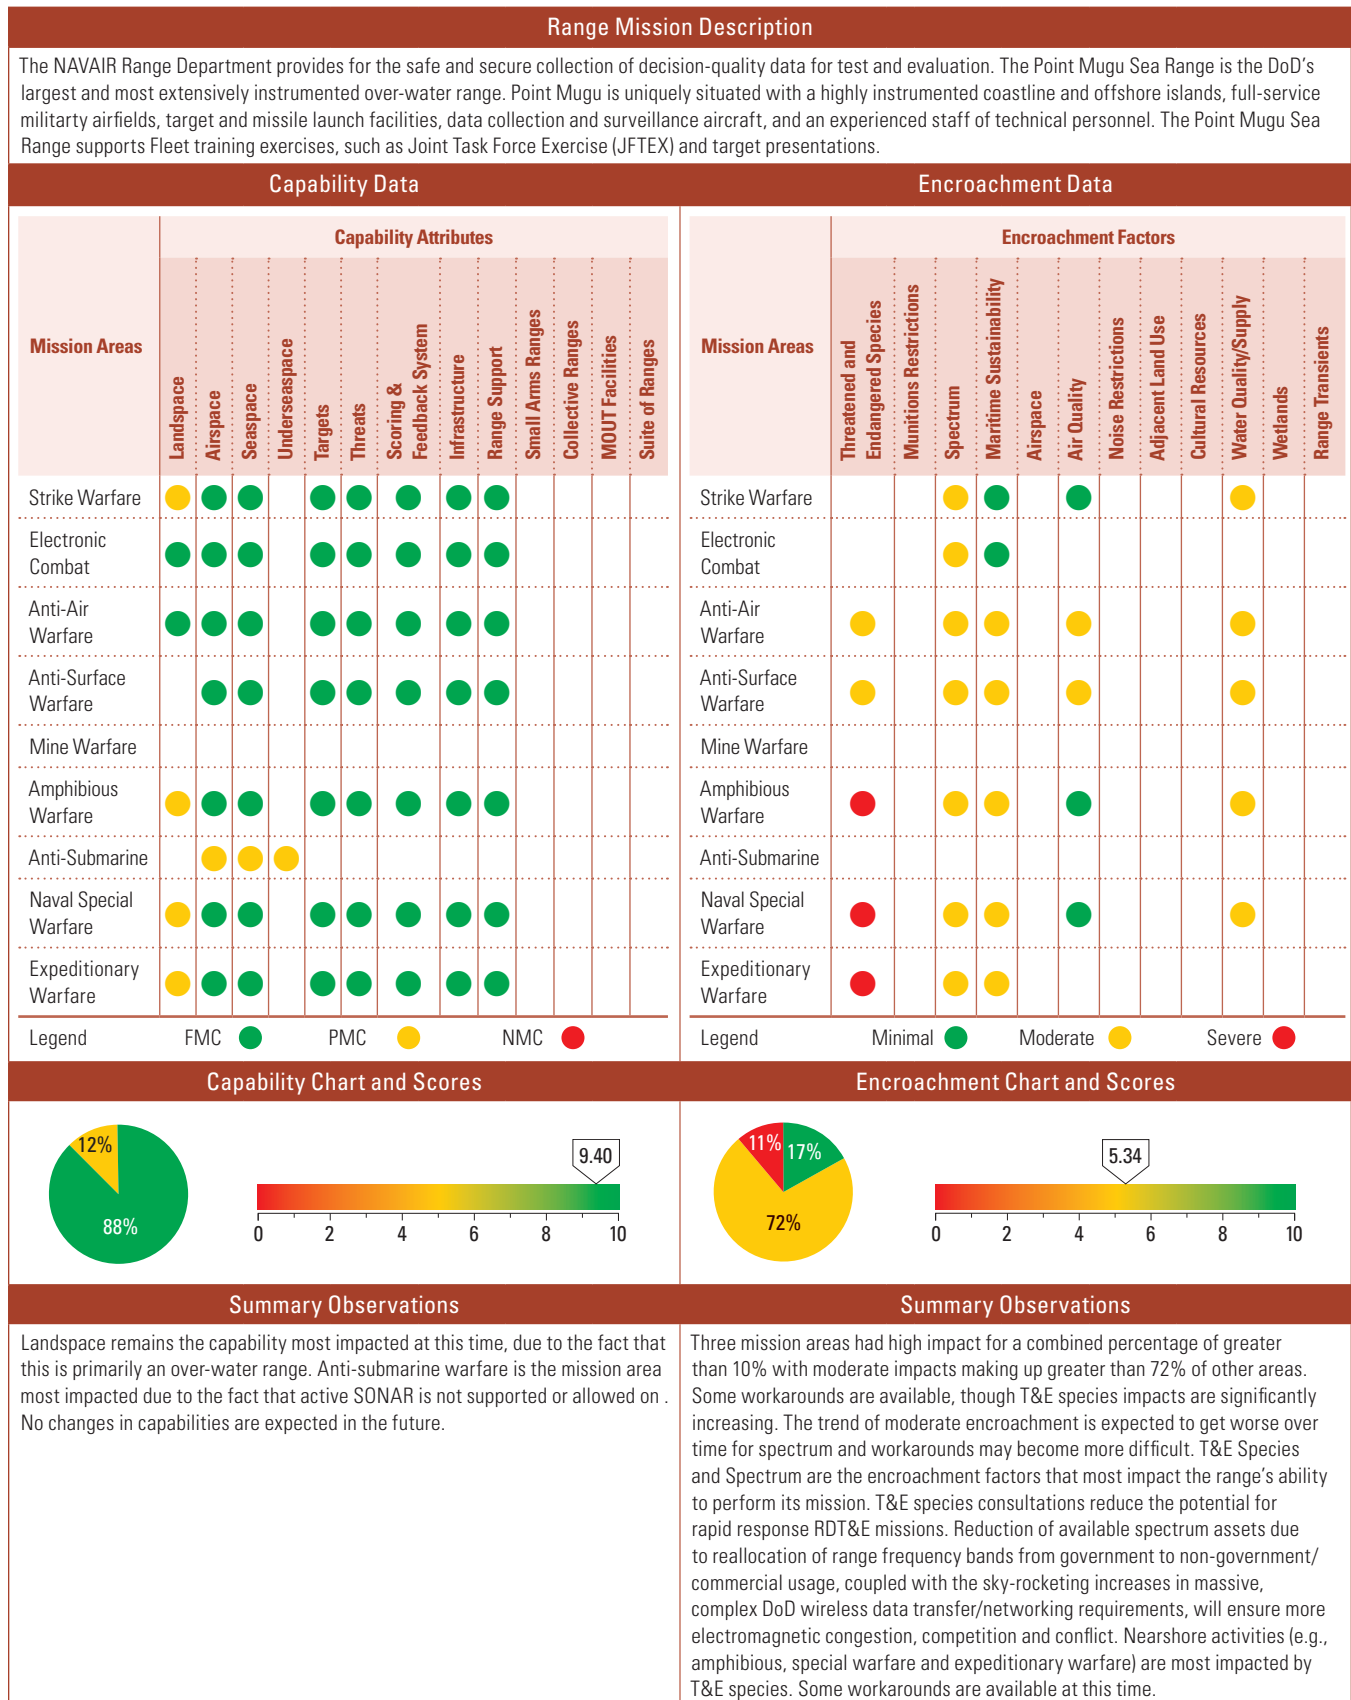 Range Mission Description
The NAVAIR Range Department provides for the safe and secure collection of decision-quality data for test and evaluation. The Point Mugu Sea Range is the DoD's
largest and most extensively instrumented over-water range. Point Mugu is uniquely situated with a highly instrumented coastline and offshore islands, full-service
militarty airfields, target and missile launch facilities, data collection and surveillance aircraft, and an experienced staff of technical personnel. The Point Mugu Sea
Range supports Fleet training exercises, such as Joint Task Force Exercise (JFTEX) and target presentations.
Capability Data
Mission Areas
Capability Attributes
Landspace
Airspace
Seaspace
Underseaspace
Targets
Threats
Scoring &
Feedback System
Infrastructure
Range Support
Small Arms Ranges
Collective Ranges
MOUT Facilities
Suite of Ranges
Strike Warfare
Electronic
Combat
Anti-Air
Warfare
Anti-Surface
Warfare
Mine Warfare
Amphibious
Warfare
Anti-Submarine
Naval Special
Warfare
Expeditionary
Warfare
Legend FMC PMC NMC
Encroachment Data
Mission Areas
Encroachment Factors
Threatened and
Endangered Species
Munitions Restrictions
Spectrum
Maritime Sustainability
Airspace
Air Quality
Noise Restrictions
Adjacent Land Use
Cultural Resources
Water Quality/Supply
Wetlands
Range Transients
Strike Warfare
Electronic
Combat
Anti-Air
Warfare
Anti-Surface
Warfare
Mine Warfare
Amphibious
Warfare
Anti-Submarine
Naval Special
Warfare
Expeditionary
Warfare
Legend Minimal Moderate Severe
Capability Chart and Scores
12%
88%
9.40
0 2 4 6 8 10
Encroachment Chart and Scores
11%
17%
72%
5.34
0 2 4 6 8 10
Summary Observations
Landspace remains the capability most impacted at this time, due to the fact that
this is primarily an over-water range. Anti-submarine warfare is the mission area
most impacted due to the fact that active SONAR is not supported or allowed on .
No changes in capabilities are expected in the future.
Summary Observations
Three mission areas had high impact for a combined percentage of greater
than 10% with moderate impacts making up greater than 72% of other areas.
Some workarounds are available, though T&E species impacts are significantly
increasing. The trend of moderate encroachment is expected to get worse over
time for spectrum and workarounds may become more difficult. T&E Species
and Spectrum are the encroachment factors that most impact the range's ability
to perform its mission. T&E species consultations reduce the potential for
rapid response RDT&E missions. Reduction of available spectrum assets due
to reallocation of range frequency bands from government to non-government/
commercial usage, coupled with the sky-rocketing increases in massive,
complex DoD wireless data transfer/networking requirements, will ensure more
electromagnetic congestion, competition and conflict. Nearshore activities (e.g.,
amphibious, special warfare and expeditionary warfare) are most impacted by
T&E species. Some workarounds are available at this time.